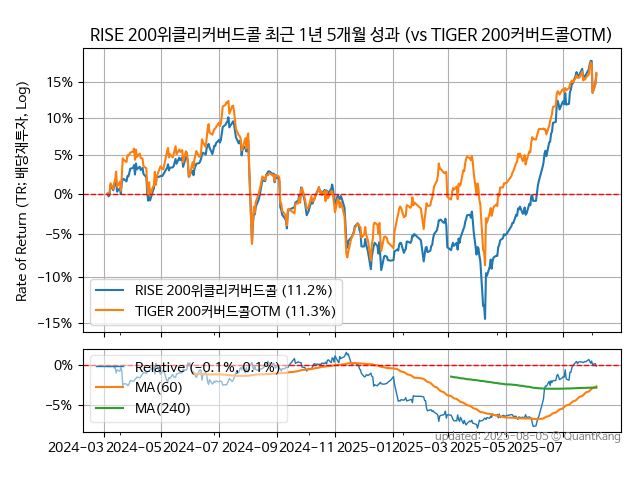 RISE 200위클리커버드콜 최근 1년 5개월 성과 (vs TIGER 200커버드콜OTM)
Rate of Return (TR: 배당재투자, Log)
15%
10%
5%
0%
−5%
−10%
−15%
RISE 200위클리커버드콜 (11.2%)
TIGER 200커버드콜OTM (11.3%)
0%
−5%
Relative (-0.1%, 0.1%)
MA(60)
MA(240)
updated: 2025-08-05 © QuantKang
2024-03 2024-05 2024-07 2024-09 2024-11 2025-01 2025-03 2025-05 2025-07